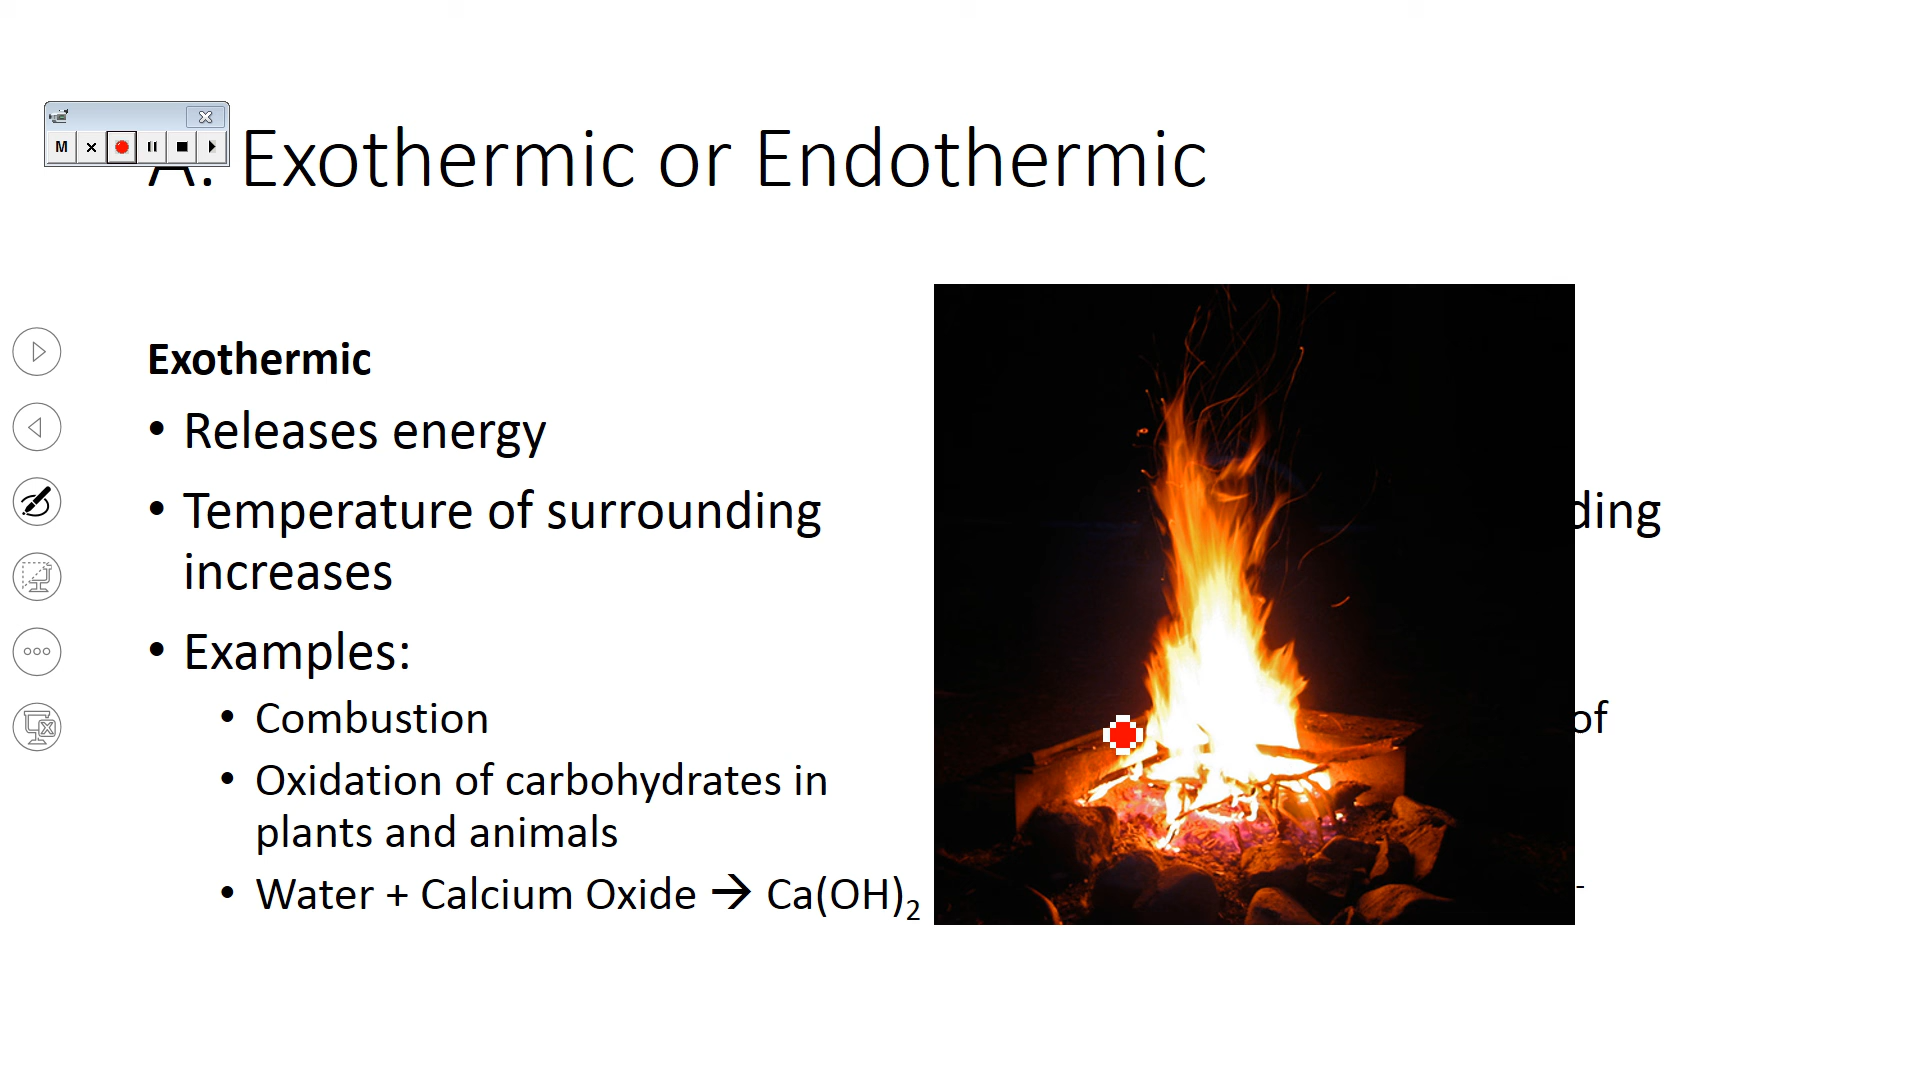 M
A. Exothermic or Endothermic
Exothermic
• Releases energy
• Temperature of surrounding
increases
• Examples:
• Combustion
• Oxidation of carbohydrates in
plants and animals
• Water + Calcium Oxide → Ca(OH)₂
ding
of
-